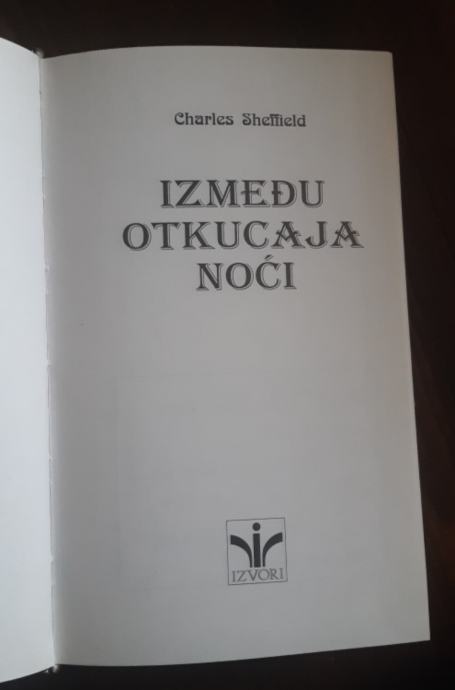 Charles Sheffield
IZMEĐU
OTKUCAJA
NOĆI
IZVORI